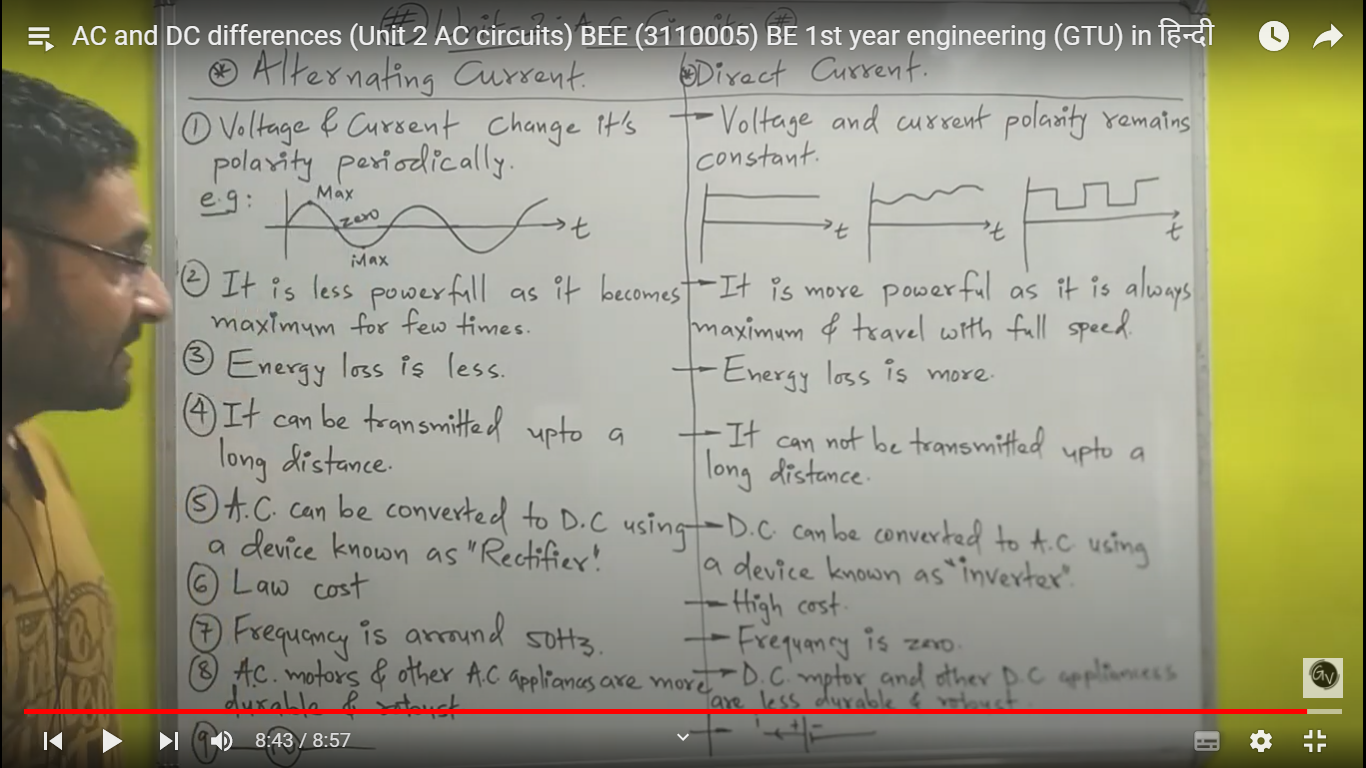 AC and DC differences (Unit 2 AC circuits) BEE (3110005) BE 1st year engineering (GTU) in हिन्दी
Alternating Current.
Direct Current.
① Voltage & Current Change it's
polarity periodically.
e.g:
Max
zero
Max
t
→ Voltage and current polarity remains
constant.
t
t
t
② It is less powerfull as it becomes
maximum for few times.
→ It is more powerful as it is always
maximum & travel with full speed.
③ Energy loss is less.
→ Energy loss is more.
④ It can be transmitted upto a
long distance.
→ It can not be transmitted upto a
long distance.
⑤ A.C. can be converted to D.C using
a device known as "Rectifier".
→ D.C. can be converted to A.C. using
a device known as "inverter".
⑥ Law cost
→ High cost.
⑦ Frequancy is arround 50Hz.
→ Frequancy is zero.
⑧ A.C. motors & other A.C appliances are more
durable & robust
→ D.C. motor and other D.C appliances
are less durable & robust.
⑨
+ -
GV
8:43 / 8:57